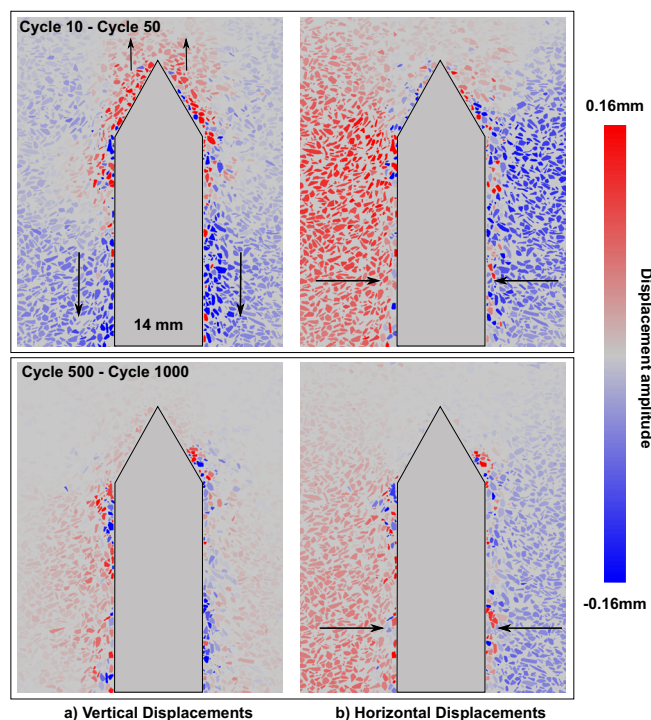 Cycle 10 - Cycle 50
14 mm
Cycle 500 - Cycle 1000
a) Vertical Displacements
b) Horizontal Displacements
0.16mm
Displacement amplitude
-0.16mm